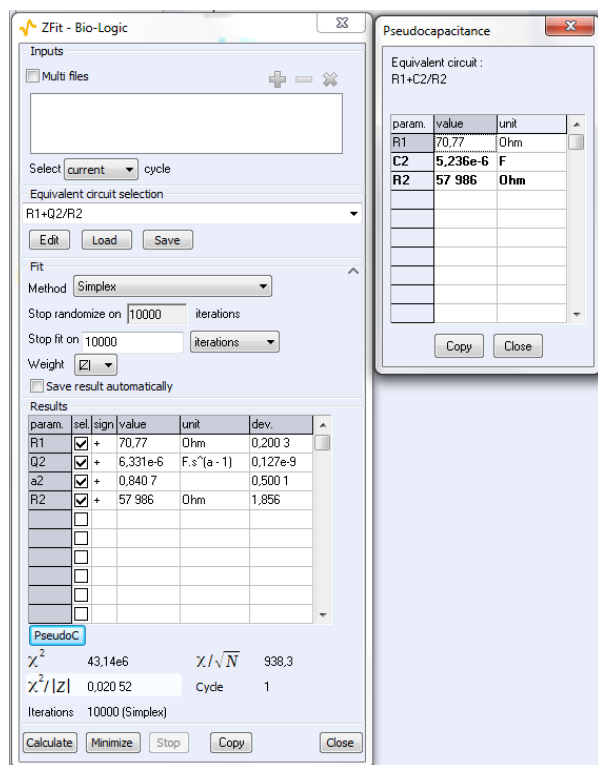 ZFit - Bio-Logic
Inputs
Multi files
Select current cycle
Equivalent circuit selection
R1+Q2/R2
Edit Load Save
Fit
Method Simplex
Stop randomize on 10000 iterations
Stop fit on 10000 iterations
Weight |Z|
Save result automatically
Results
param. sel. sign value unit dev.
R1 + 70,77 Ohm 0,200 3
Q2 + 6,331e-6 F.s^(a - 1) 0,127e-9
a2 + 0,840 7 0,500 1
R2 + 57 986 Ohm 1,856
PseudoC
χ² 43,14e6 χ/√N 938,3
χ²/|Z| 0,020 52 Cycle 1
Iterations 10000 (Simplex)
Calculate Minimize Stop Copy Close
Pseudocapacitance
Equivalent circuit :
R1+C2/R2
param. value unit
R1 70,77 Ohm
C2 5,236e-6 F
R2 57 986 Ohm
Copy Close